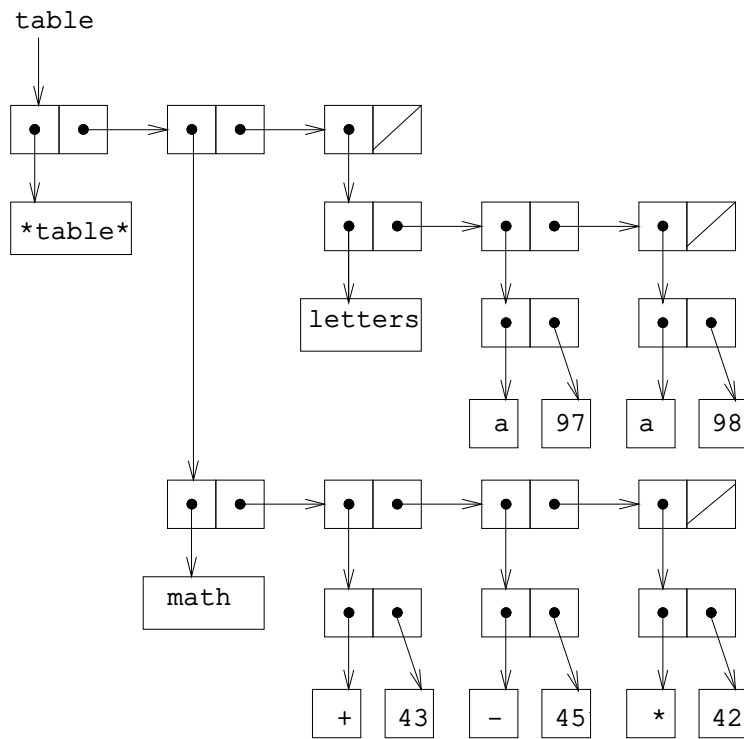 table
*table*
letters
a 97 a 98
math
+ 43 - 45 * 42